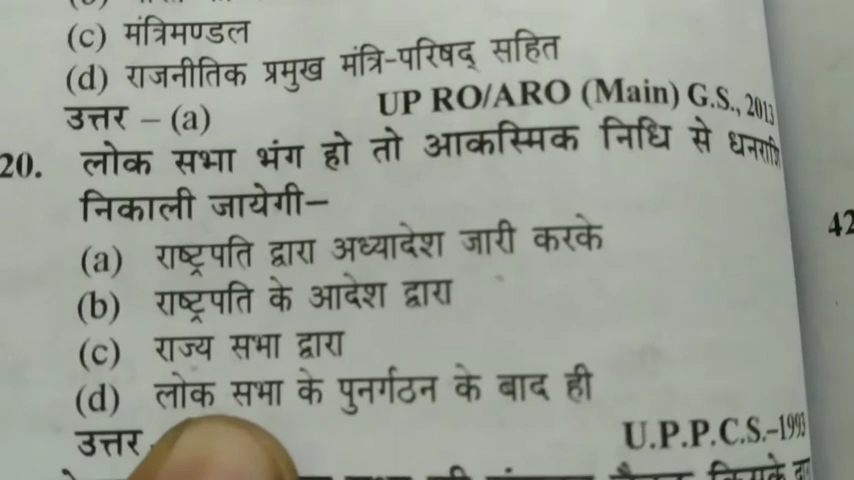 (c) मंत्रिमण्डल
(d) राजनीतिक प्रमुख मंत्रि-परिषद् सहित
उत्तर – (a) UP RO/ARO (Main) G.S., 2013
20. लोक सभा भंग हो तो आकस्मिक निधि से धनराशि
निकाली जायेगी–
42
(a) राष्ट्रपति द्वारा अध्यादेश जारी करके
(b) राष्ट्रपति के आदेश द्वारा
(c) राज्य सभा द्वारा
(d) लोक सभा के पुनर्गठन के बाद ही
उत्तर U.P.P.C.S.–1993